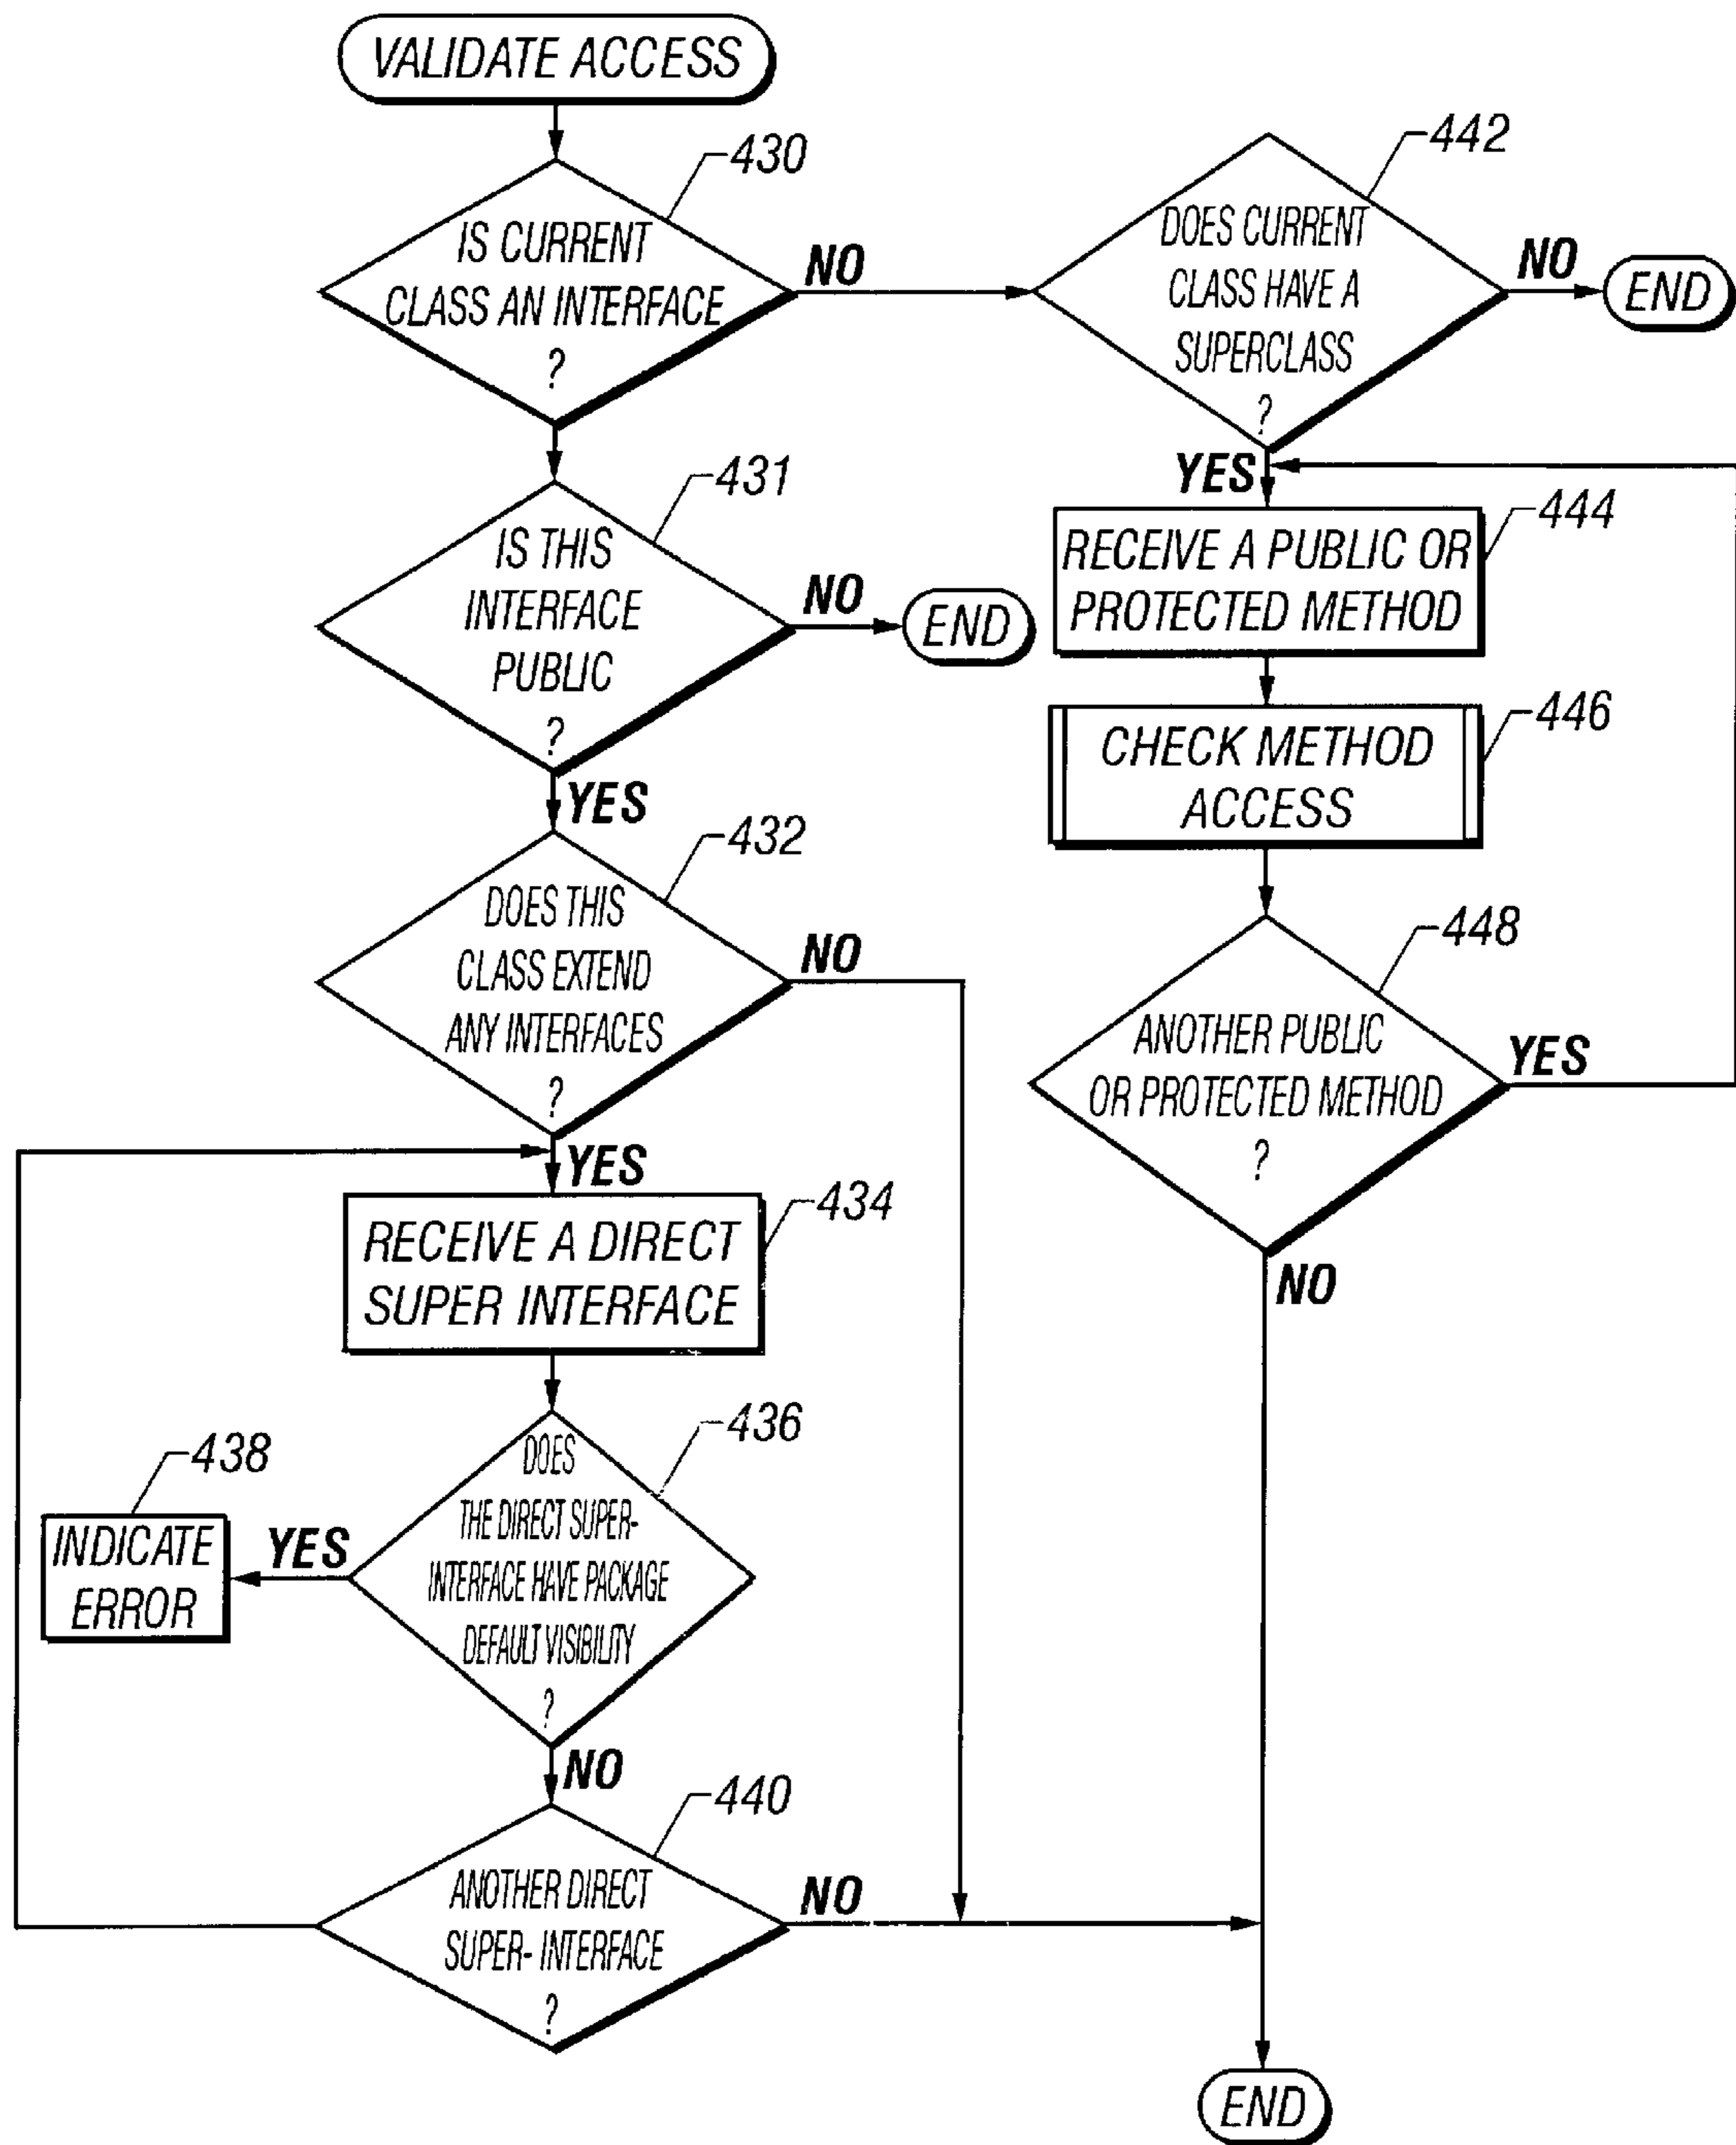 VALIDATE ACCESS
430
IS CURRENT
CLASS AN INTERFACE
?
NO
442
DOES CURRENT
CLASS HAVE A
SUPERCLASS
?
NO
END
YES
431
IS THIS
INTERFACE
PUBLIC
?
NO
END
YES
444
RECEIVE A PUBLIC OR
PROTECTED METHOD
446
CHECK METHOD
ACCESS
432
DOES THIS
CLASS EXTEND
ANY INTERFACES
?
NO
YES
448
ANOTHER PUBLIC
OR PROTECTED METHOD
?
YES
NO
434
RECEIVE A DIRECT
SUPER INTERFACE
436
DOES
THE DIRECT SUPER-
INTERFACE HAVE PACKAGE
DEFAULT VISIBILITY
?
YES
438
INDICATE
ERROR
NO
440
ANOTHER DIRECT
SUPER- INTERFACE
?
NO
END